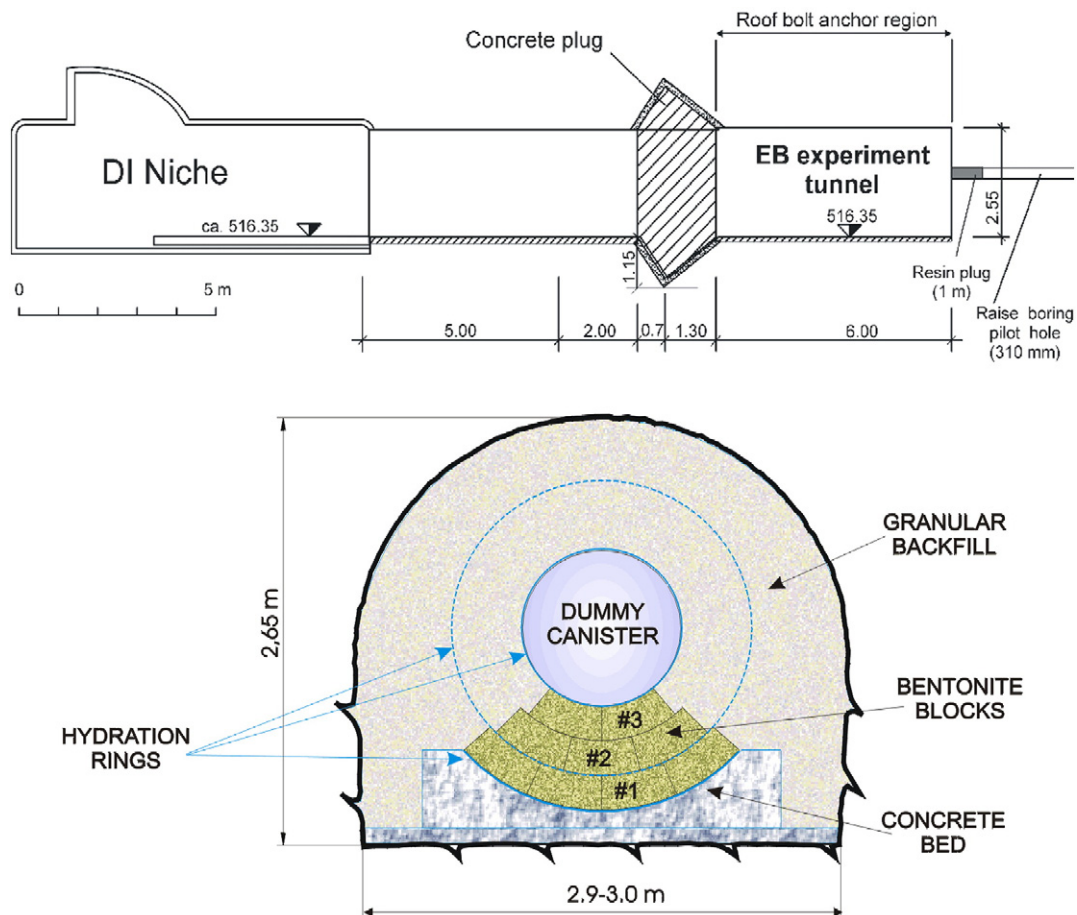 Roof bolt anchor region
Concrete plug
DI Niche
EB experiment
tunnel
ca. 516.35
516.35
2.55
1.15
Resin plug
(1 m)
Raise boring
pilot hole
(310 mm)
0
5 m
5.00
2.00
0.7
1.30
6.00
GRANULAR
BACKFILL
DUMMY
CANISTER
2,65 m
BENTONITE
BLOCKS
#3
#2
#1
HYDRATION
RINGS
CONCRETE
BED
2,9-3,0 m